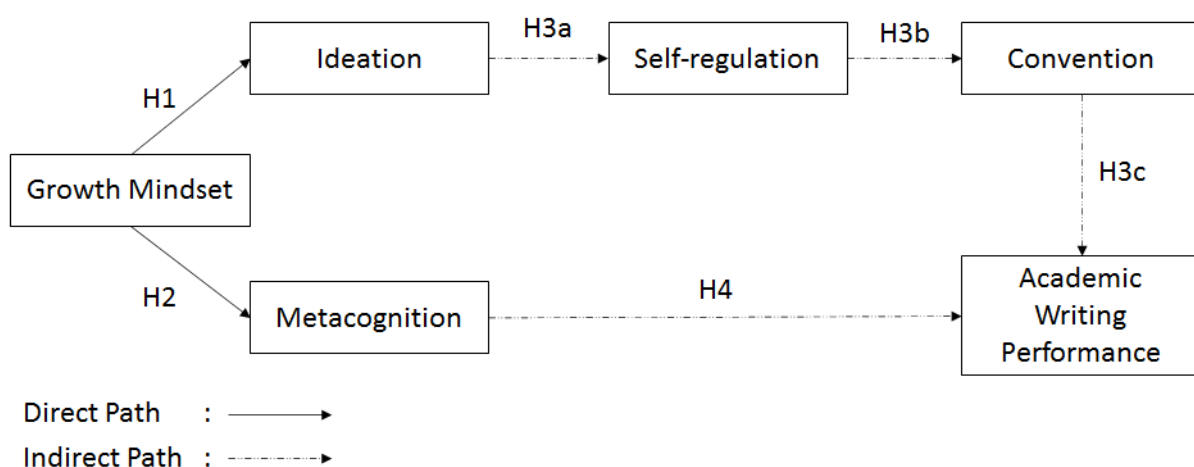 H3a
H3b
Ideation
Self-regulation
Convention
H1
Growth Mindset
H3c
H2
H4
Metacognition
Academic
Writing
Performance
Direct Path :
Indirect Path :